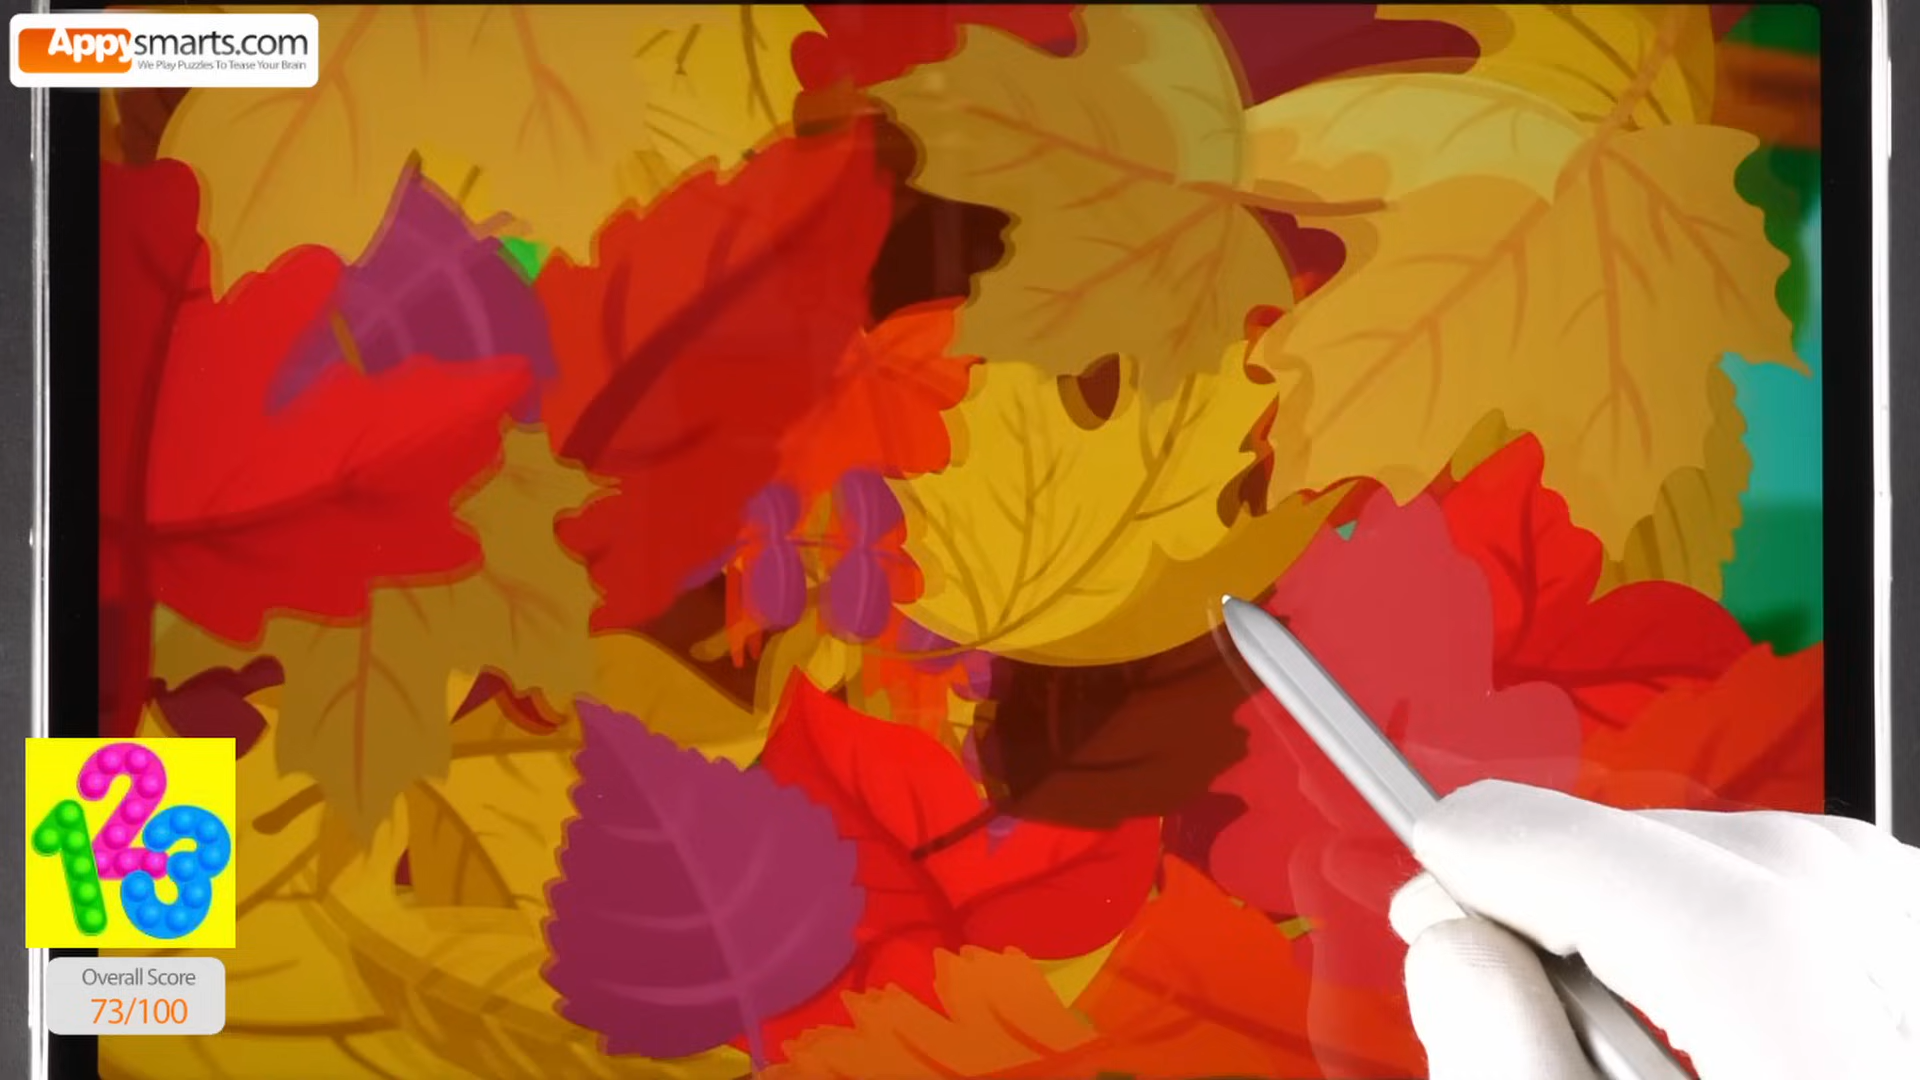 Appysmarts.com
We Play Puzzles To Tease Your Brain
123
Overall Score
73/100